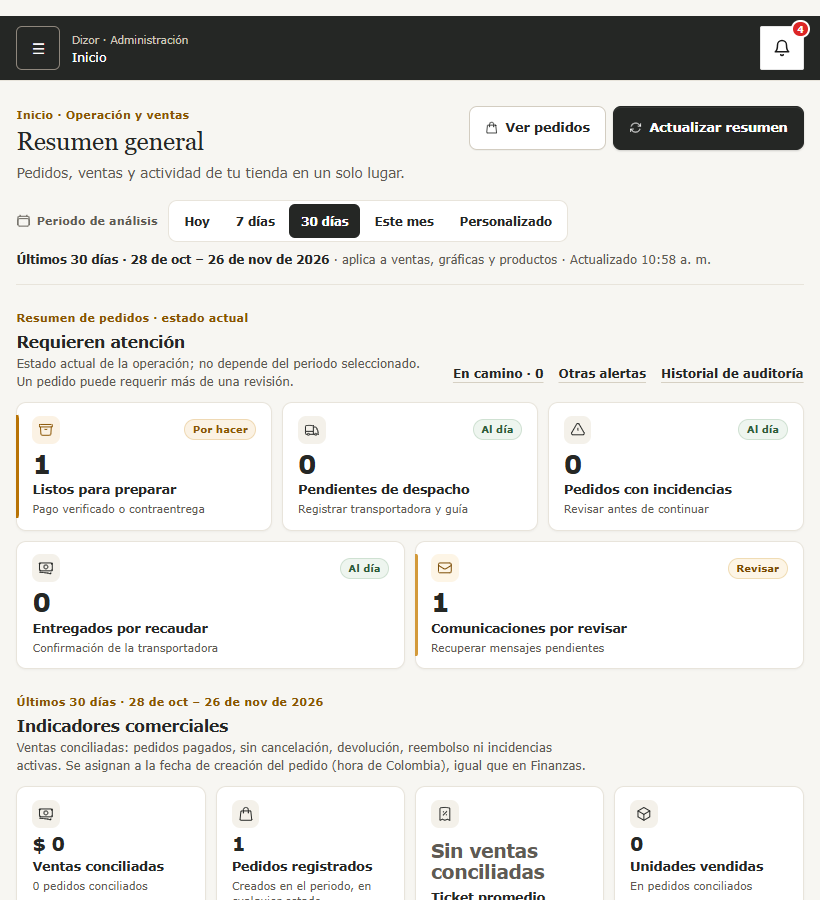 Dizor · Administración
Inicio
4
Inicio · Operación y ventas
Resumen general
Pedidos, ventas y actividad de tu tienda en un solo lugar.
Ver pedidos
Actualizar resumen
Periodo de análisis
Hoy
7 días
30 días
Este mes
Personalizado
Últimos 30 días · 28 de oct – 26 de nov de 2026 · aplica a ventas, gráficas y productos · Actualizado 10:58 a. m.
Resumen de pedidos · estado actual
Requieren atención
Estado actual de la operación; no depende del periodo seleccionado.
Un pedido puede requerir más de una revisión.
En camino · 0
Otras alertas
Historial de auditoría
Por hacer
1
Listos para preparar
Pago verificado o contraentrega
Al día
0
Pendientes de despacho
Registrar transportadora y guía
Al día
0
Pedidos con incidencias
Revisar antes de continuar
Al día
0
Entregados por recaudar
Confirmación de la transportadora
Revisar
1
Comunicaciones por revisar
Recuperar mensajes pendientes
Últimos 30 días · 28 de oct – 26 de nov de 2026
Indicadores comerciales
Ventas conciliadas: pedidos pagados, sin cancelación, devolución, reembolso ni incidencias
activas. Se asignan a la fecha de creación del pedido (hora de Colombia), igual que en Finanzas.
$ 0
Ventas conciliadas
0 pedidos conciliados
1
Pedidos registrados
Creados en el periodo, en
cualquier estado
Sin ventas
conciliadas
Ticket promedio
0
Unidades vendidas
En pedidos conciliados